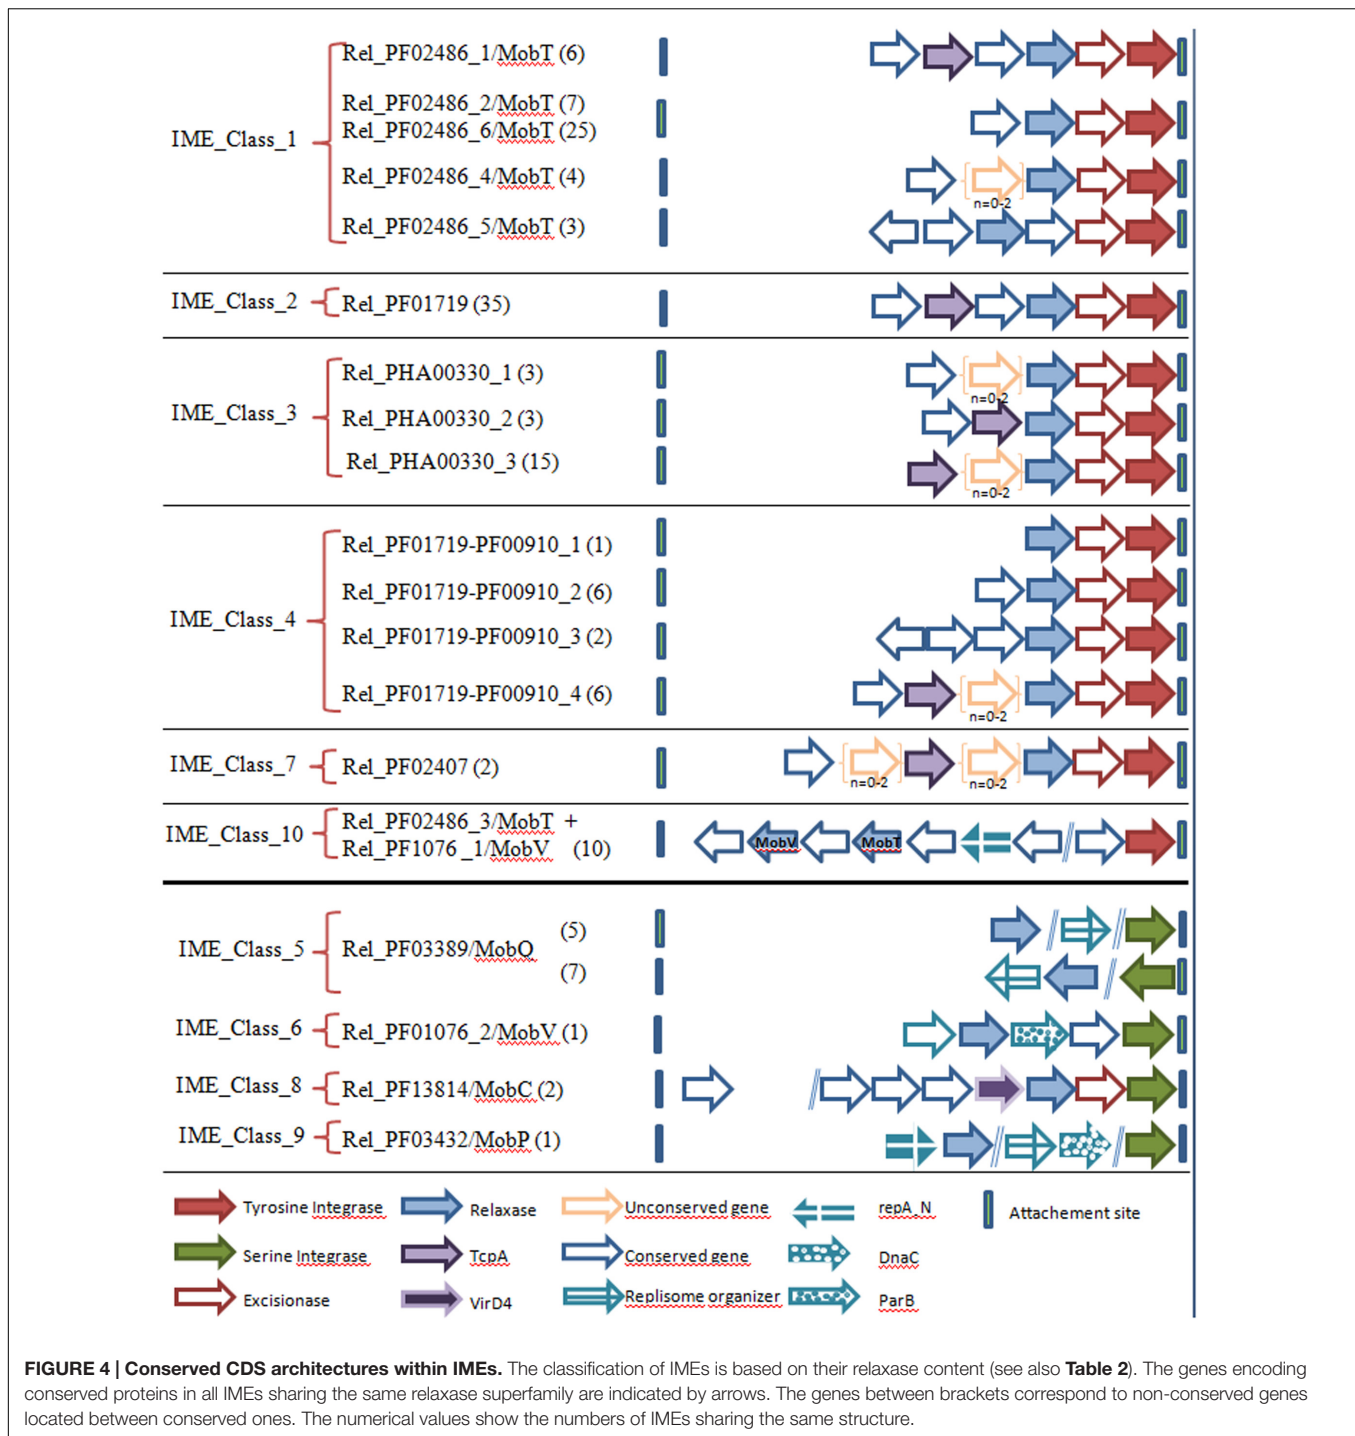 Rel_PF02486_1/MobT (6)
Rel_PF02486_2/MobT (7)
Rel_PF02486_6/MobT (25)
IME_Class_1
Rel_PF02486_4/MobT (4)
n=0-2
Rel_PF02486_5/MobT (3)
IME_Class_2
Rel_PF01719 (35)
Rel_PHA00330_1 (3)
n=0-2
IME_Class_3
Rel_PHA00330_2 (3)
Rel_PHA00330_3 (15)
n=0-2
Rel_PF01719-PF00910_1 (1)
Rel_PF01719-PF00910_2 (6)
IME_Class_4
Rel_PF01719-PF00910_3 (2)
Rel_PF01719-PF00910_4 (6)
n=0-2
IME_Class_7
Rel_PF02407 (2)
n=0-2 n=0-2
IME_Class_10
Rel_PF02486_3/MobT +
Rel_PF1076_1/MobV (10)
MobV MobT
(5)
IME_Class_5
Rel_PF03389/MobQ
(7)
IME_Class_6
Rel_PF01076_2/MobV (1)
IME_Class_8
Rel_PF13814/MobC (2)
IME_Class_9
Rel_PF03432/MobP (1)
Tyrosine Integrase Relaxase Unconserved gene repA_N Attachement site
Serine Integrase TcpA Conserved gene DnaC
Excisionase VirD4 Replisome organizer ParB
FIGURE 4 | Conserved CDS architectures within IMEs. The classification of IMEs is based on their relaxase content (see also Table 2). The genes encoding
conserved proteins in all IMEs sharing the same relaxase superfamily are indicated by arrows. The genes between brackets correspond to non-conserved genes
located between conserved ones. The numerical values show the numbers of IMEs sharing the same structure.